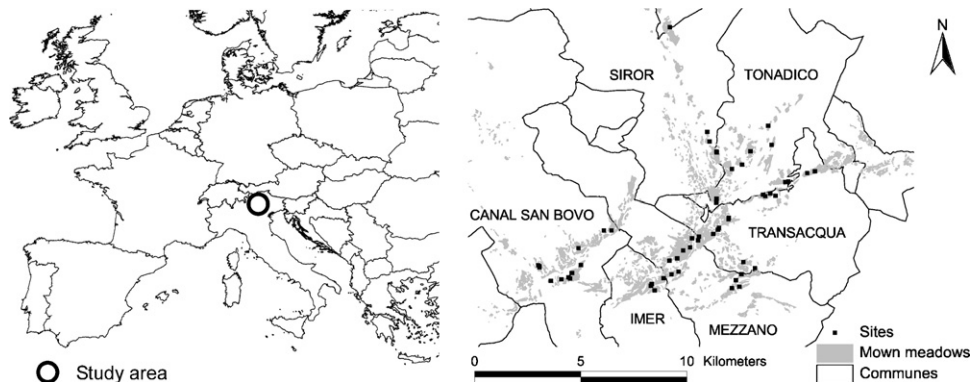 N
SIROR
TONADICO
CANAL SAN BOVO
TRANSACQUA
IMER
MEZZANO
Sites
Mown meadows
Communes
0 5 10 Kilometers
Study area